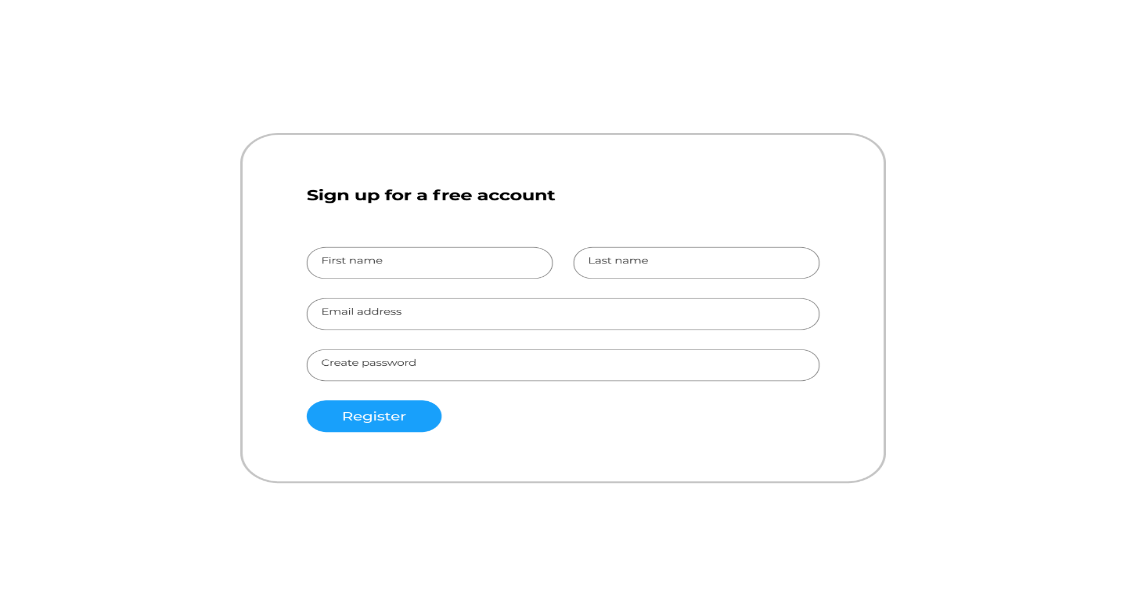 Sign up for a free account
First name Last name
Email address
Create password
Register